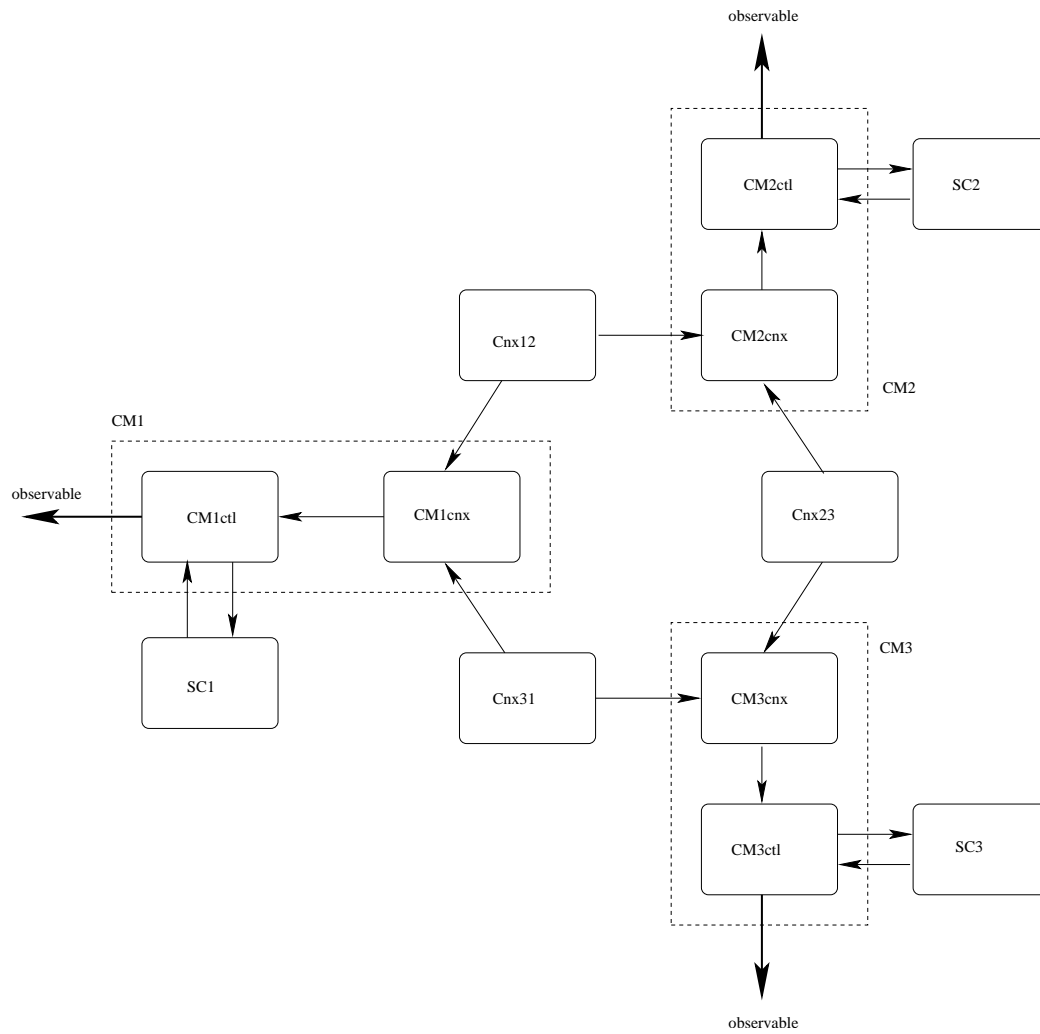 observable
CM2ctl
SC2
Cnx12
CM2cnx
CM2
CM1
observable
CM1ctl
CM1cnx
Cnx23
CM3
SC1
Cnx31
CM3cnx
CM3ctl
SC3
observable